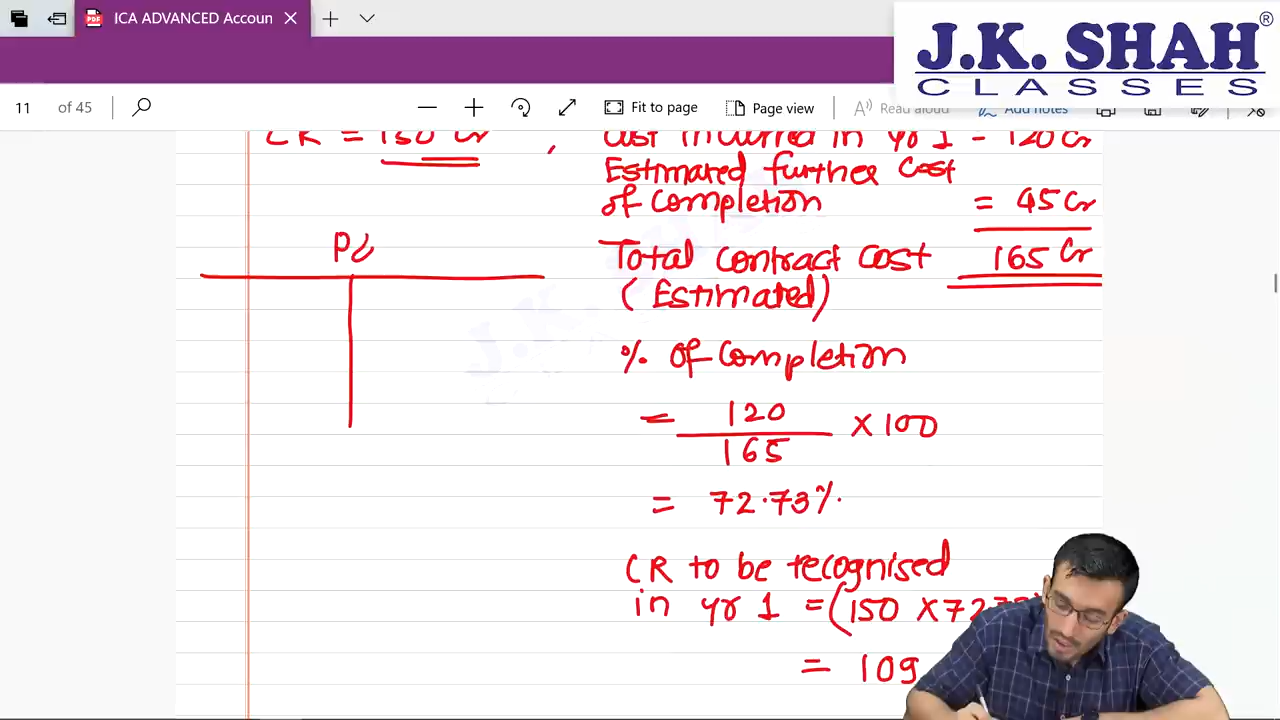 ICA ADVANCED Accoun
J.K. SHAH®
CLASSES
11 of 45
Fit to page
Page view
Read aloud
Add notes
CR = 150 Cr ,
Cost incurred in yr 1 = 120 Cr
Estimated further cost
of completion = 45 Cr
Total contract cost 165 Cr
(Estimated)
P&L
% of completion
= 120 / 165 × 100
= 72.73%
CR to be recognised
in yr 1 = (150 × 72.73%
= 109.